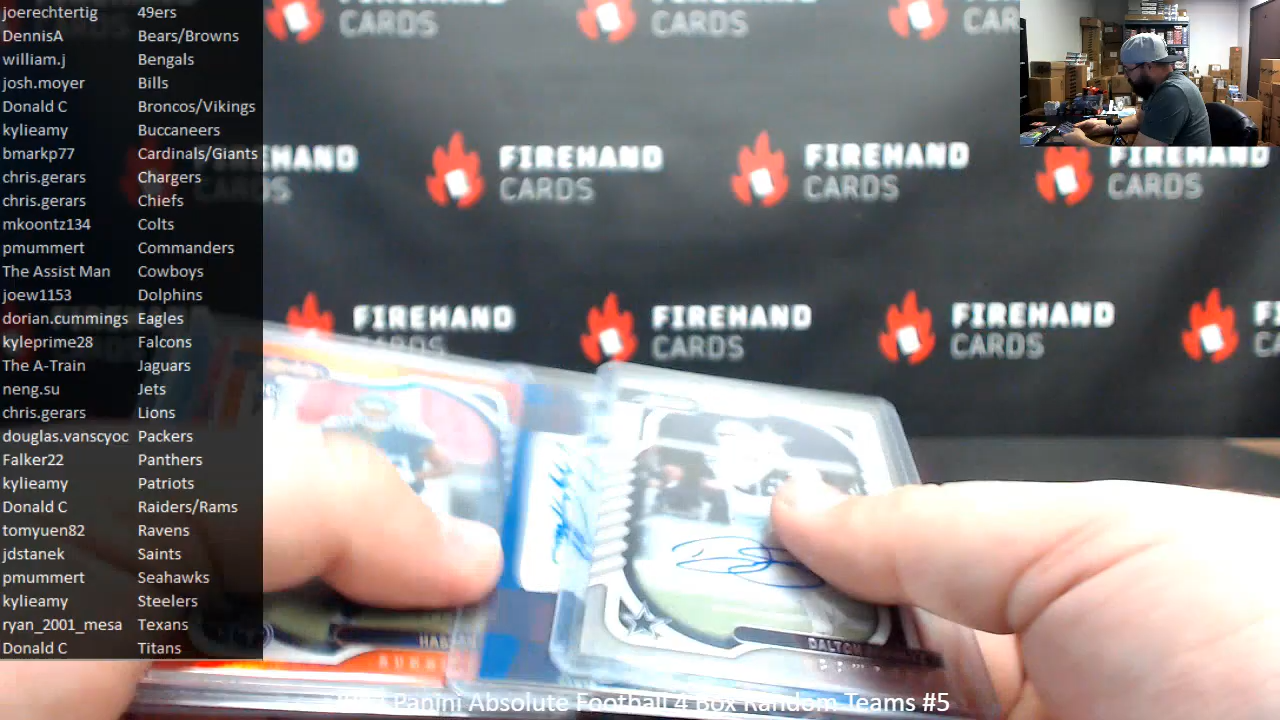 joerechtertig 49ers
DennisA Bears/Browns
william.j Bengals
josh.moyer Bills
Donald C Broncos/Vikings
kylieamy Buccaneers
bmarkp77 Cardinals/Giants
chris.gerars Chargers
chris.gerars Chiefs
mkoontz134 Colts
pmummert Commanders
The Assist Man Cowboys
joew1153 Dolphins
dorian.cummings Eagles
kyleprime28 Falcons
The A-Train Jaguars
neng.su Jets
chris.gerars Lions
douglas.vanscyoc Packers
Falker22 Panthers
kylieamy Patriots
Donald C Raiders/Rams
tomyuen82 Ravens
jdstanek Saints
pmummert Seahawks
kylieamy Steelers
ryan_2001_mesa Texans
Donald C Titans
CARDS
CARDS
CARDS
FIREHAND
CARDS
FIREHAND
CARDS
FIREHAND
CARDS
FIREHAND
CARDS
FIREHAND
CARDS
FIREHAND
CARDS
DALTON
Panini Absolute Football 4 Box Random Teams #5